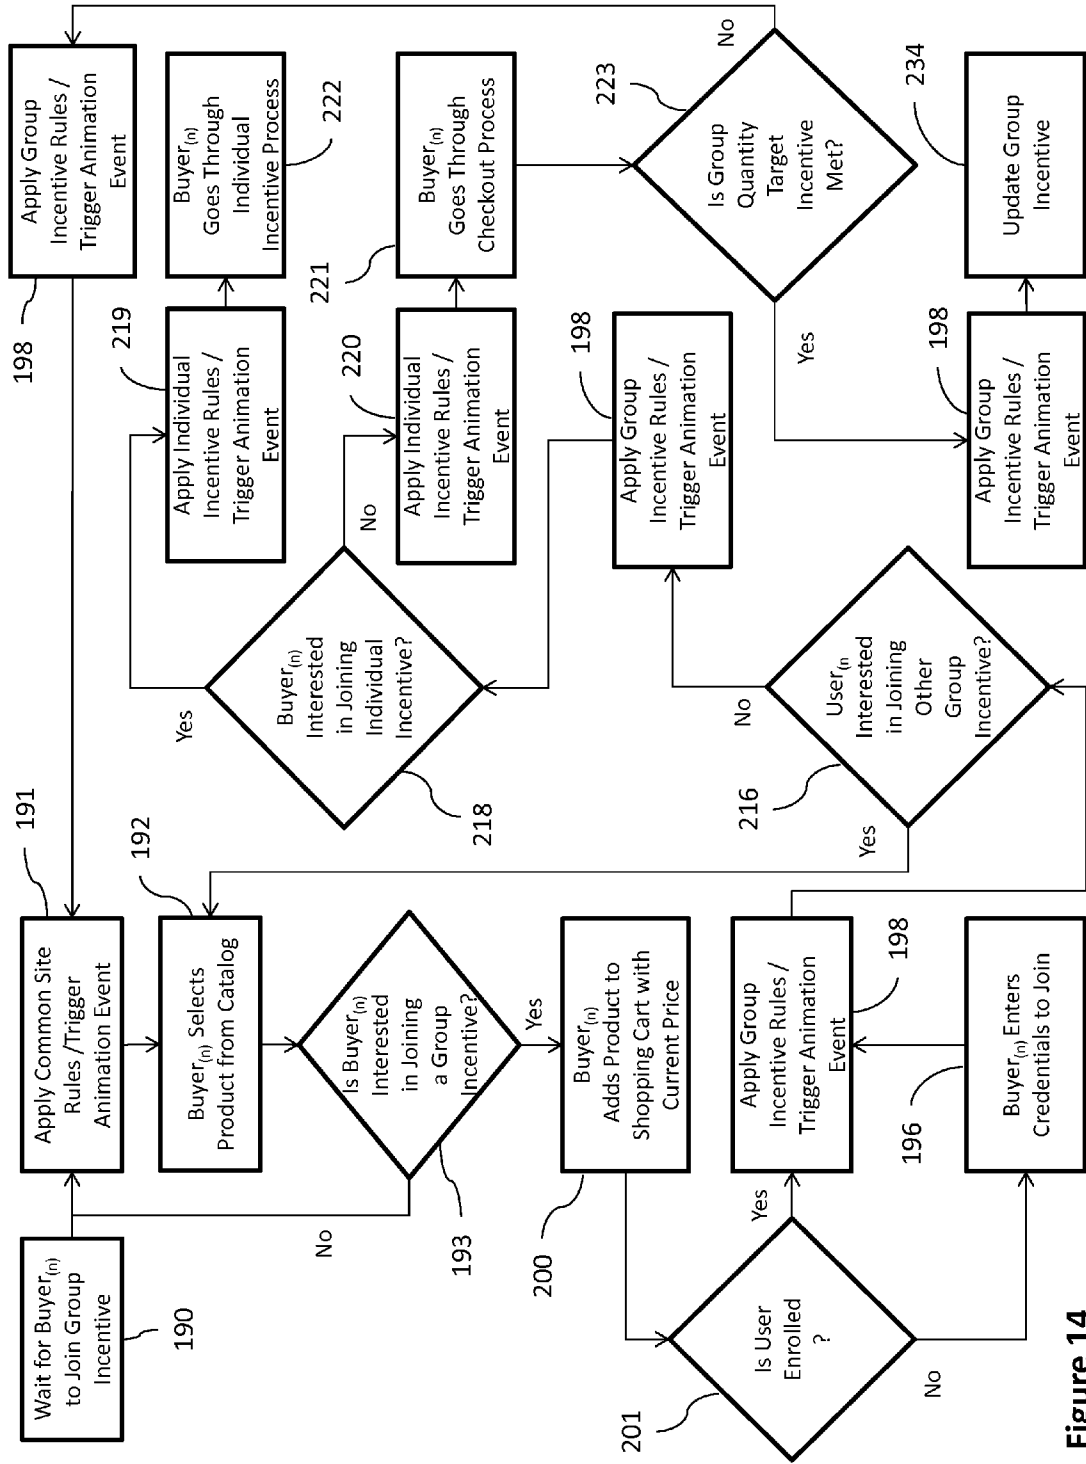 Wait for Buyer(n)
to Join Group
Incentive
190
Apply Common Site
Rules /Trigger
Animation Event
191
Buyer(n) Selects
Product from Catalog
192
Is Buyer(n)
Interested
in Joining
a Group
Incentive?
193
No
Yes
Buyer(n)
Adds Product to
Shopping Cart with
Current Price
200
Is User
Enrolled
?
201
Yes
No
Apply Group
Incentive Rules /
Trigger Animation
Event
198
Buyer(n) Enters
Credentials to Join
196
User(n
Interested
in Joining
Other
Group
Incentive?
216
Yes
No
Apply Group
Incentive Rules /
Trigger Animation
Event
198
Buyer(n)
Interested
in Joining
Individual
Incentive?
218
Yes
No
Apply Individual
Incentive Rules /
Trigger Animation
Event
219
Buyer(n)
Goes Through
Individual
Incentive Process
222
Apply Individual
Incentive Rules /
Trigger Animation
Event
220
Buyer(n)
Goes Through
Checkout Process
221
Is Group
Quantity
Target
Incentive
Met?
223
No
Yes
Apply Group
Incentive Rules /
Trigger Animation
Event
198
Apply Group
Incentive Rules /
Trigger Animation
Event
198
Update Group
Incentive
234
Figure 14